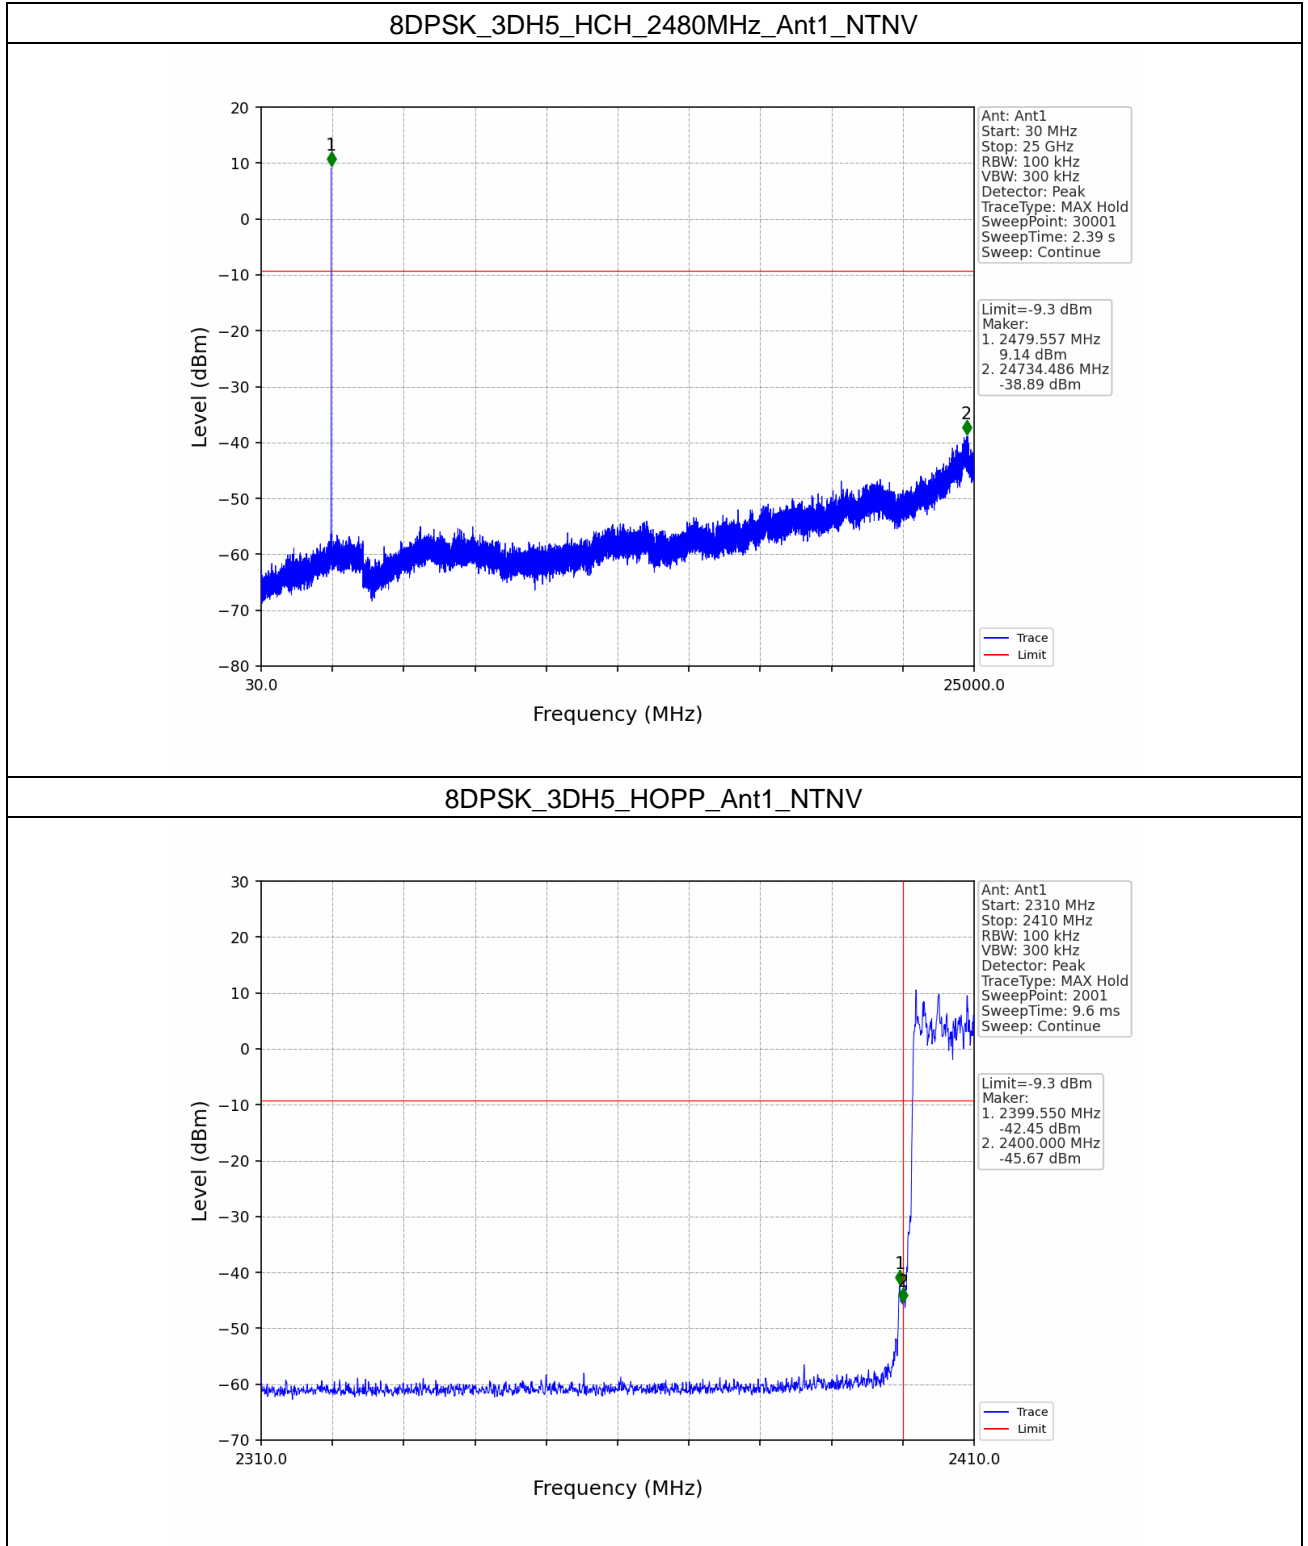 8DPSK_3DH5_HCH_2480MHz_Ant1_NTNV
20
10
0
−10
−20
−30
−40
−50
−60
−70
−80
Level (dBm)
1
2
30.0
25000.0
Frequency (MHz)
Ant: Ant1
Start: 30 MHz
Stop: 25 GHz
RBW: 100 kHz
VBW: 300 kHz
Detector: Peak
TraceType: MAX Hold
SweepPoint: 30001
SweepTime: 2.39 s
Sweep: Continue
Limit=-9.3 dBm
Maker:
1. 2479.557 MHz
9.14 dBm
2. 24734.486 MHz
-38.89 dBm
Trace
Limit
8DPSK_3DH5_HOPP_Ant1_NTNV
30
20
10
0
−10
−20
−30
−40
−50
−60
−70
Level (dBm)
1
2
2310.0
2410.0
Frequency (MHz)
Ant: Ant1
Start: 2310 MHz
Stop: 2410 MHz
RBW: 100 kHz
VBW: 300 kHz
Detector: Peak
TraceType: MAX Hold
SweepPoint: 2001
SweepTime: 9.6 ms
Sweep: Continue
Limit=-9.3 dBm
Maker:
1. 2399.550 MHz
-42.45 dBm
2. 2400.000 MHz
-45.67 dBm
Trace
Limit